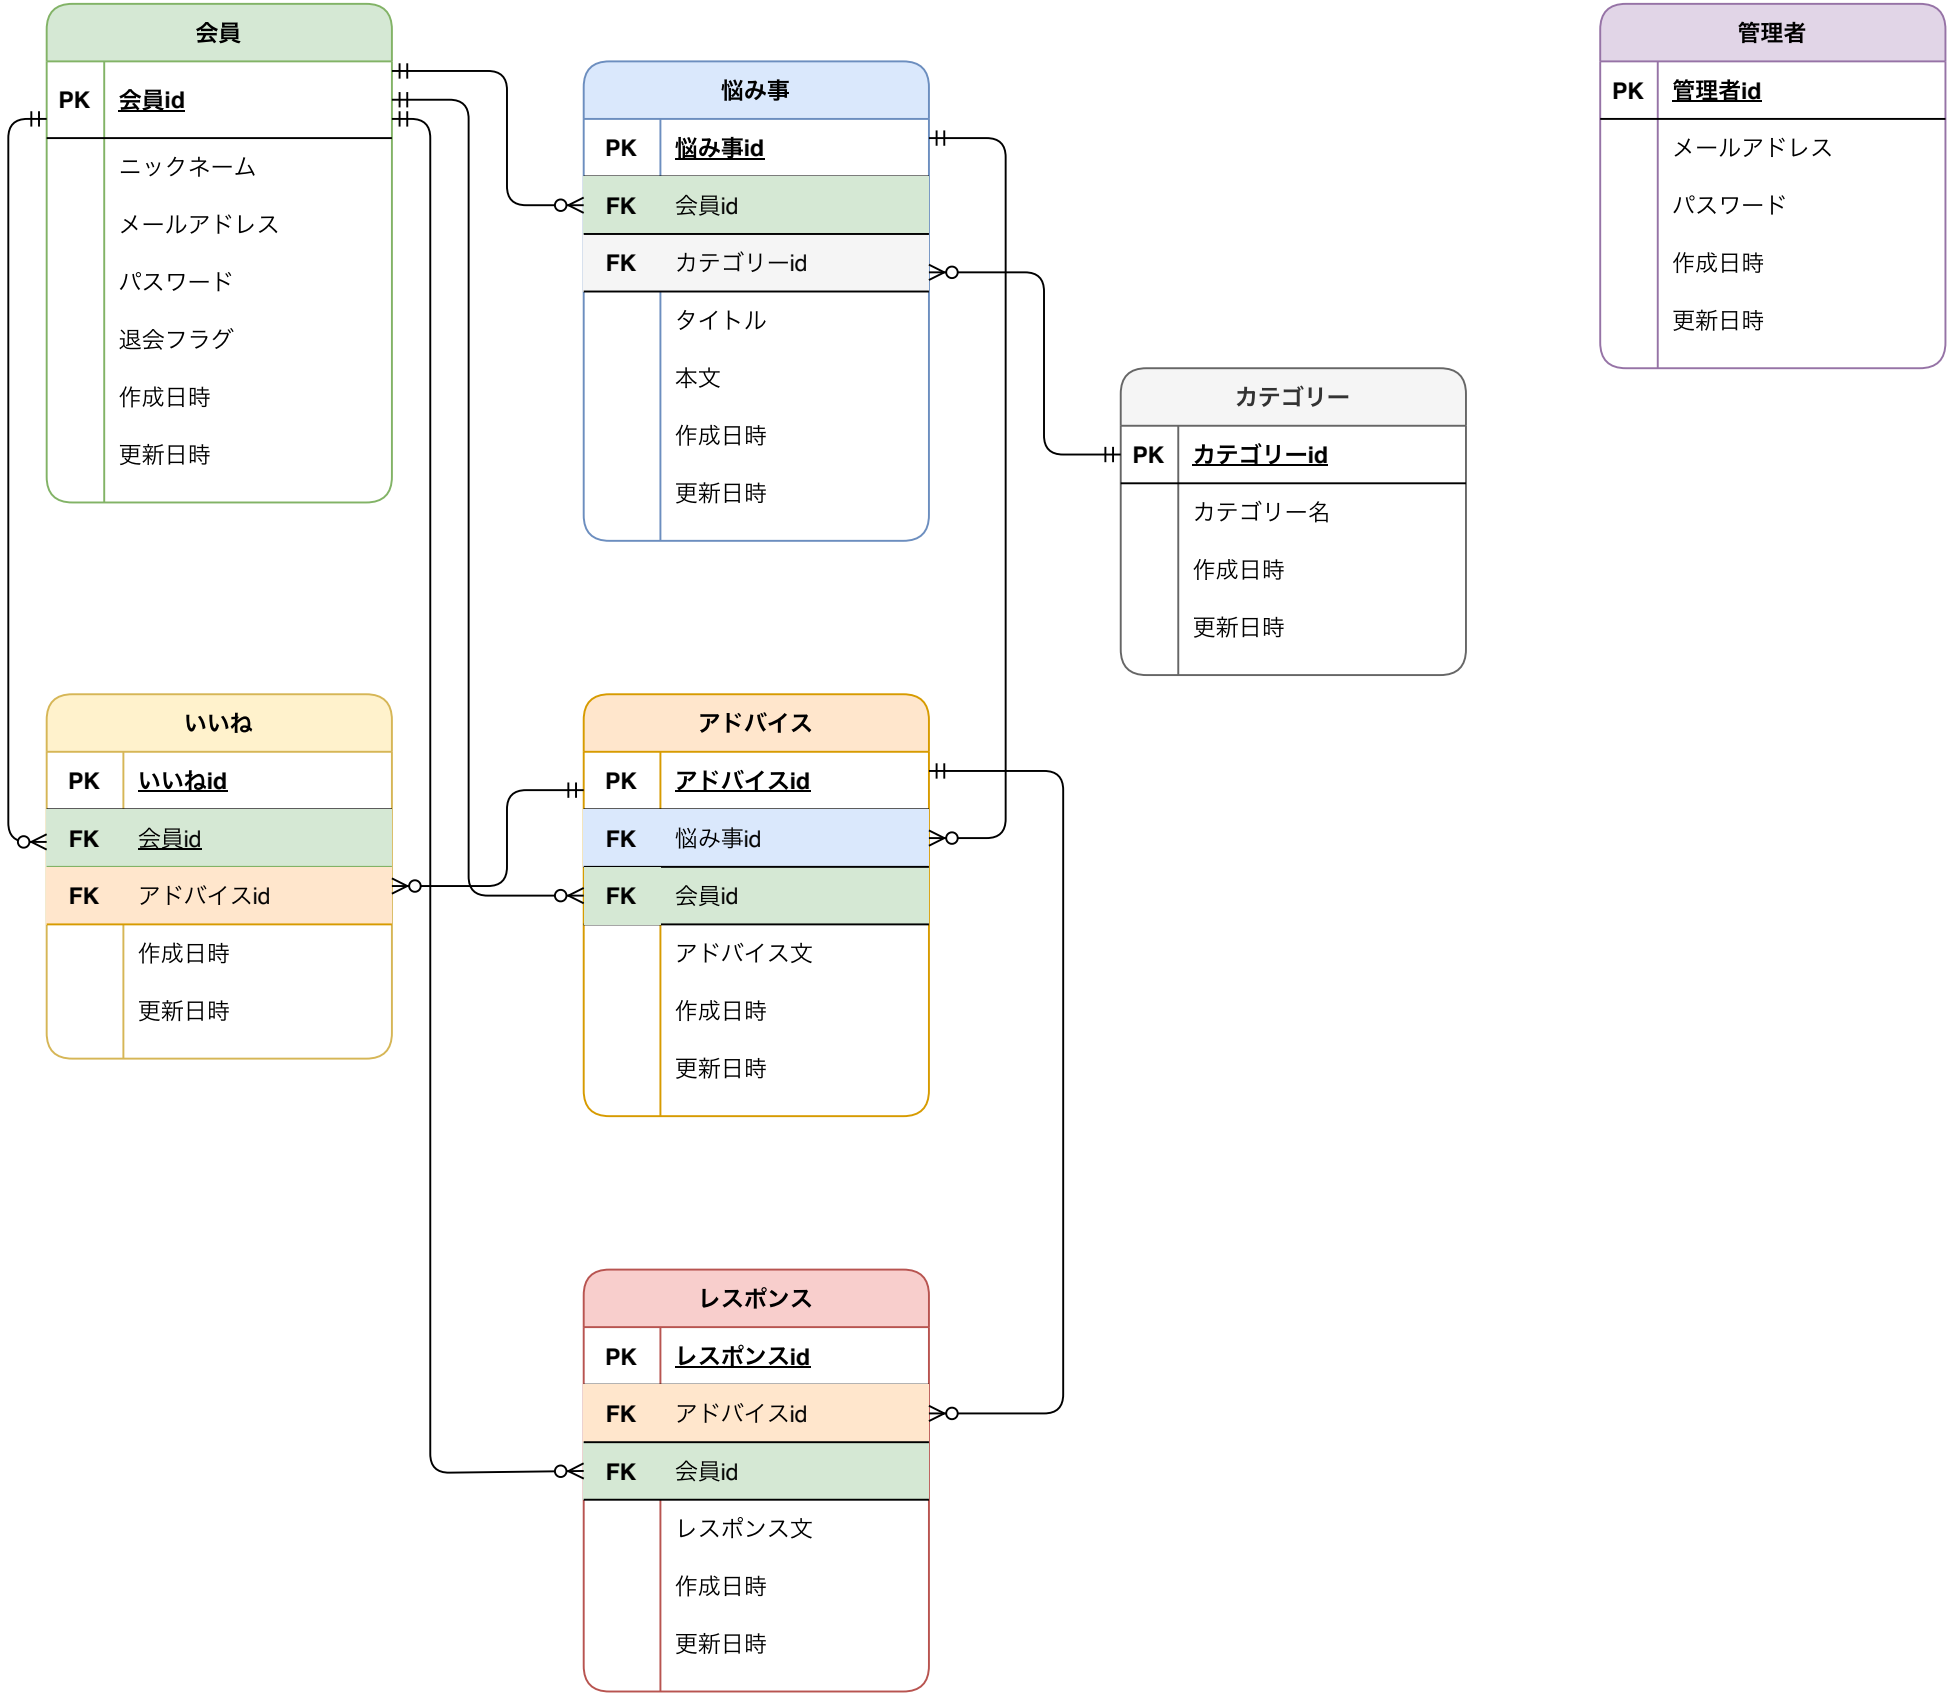 会員
PK 会員id
ニックネーム
メールアドレス
パスワード
退会フラグ
作成日時
更新日時
悩み事
PK 悩み事id
FK 会員id
FK カテゴリーid
タイトル
本文
作成日時
更新日時
管理者
PK 管理者id
メールアドレス
パスワード
作成日時
更新日時
カテゴリー
PK カテゴリーid
カテゴリー名
作成日時
更新日時
いいね
PK いいねid
FK 会員id
FK アドバイスid
作成日時
更新日時
アドバイス
PK アドバイスid
FK 悩み事id
FK 会員id
アドバイス文
作成日時
更新日時
レスポンス
PK レスポンスid
FK アドバイスid
FK 会員id
レスポンス文
作成日時
更新日時